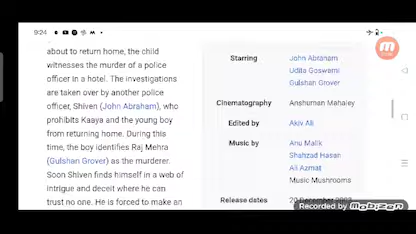 9:24
about to return home, the child
witnesses the murder of a police
officer in a hotel. The investigations
are taken over by another police
officer, Shiven (John Abraham), who
prohibits Kaaya and the young boy
from returning home. During this
time, the boy identifies Raj Mehra
(Gulshan Grover) as the murderer.
Soon Shiven finds himself in a web of
intrigue and deceit where he can
trust no one. He is forced to make an
Starring
John Abraham
Udita Goswami
Gulshan Grover
Cinematography
Anshuman Mahaley
Edited by
Akiv Ali
Music by
Anu Malik
Shahzad Hasan
Ali Azmat
Music Mushrooms
Release dates
Recorded by Mobizen